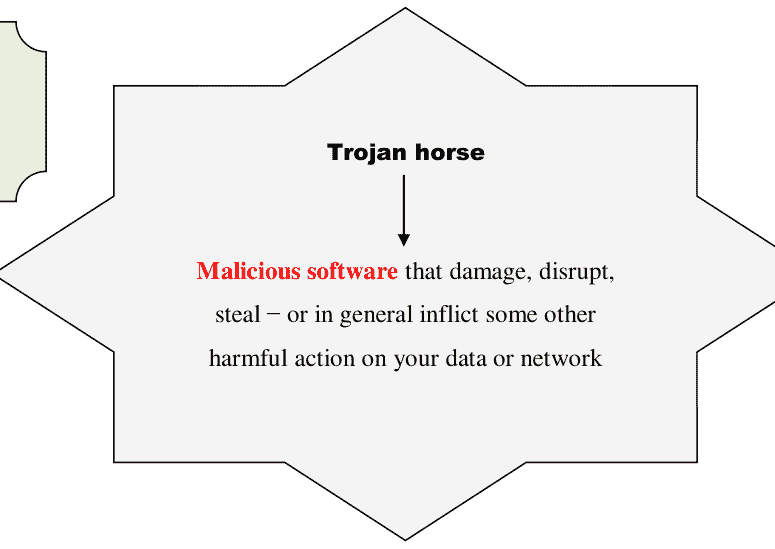 Trojan horse
Malicious software that damage, disrupt,
steal − or in general inflict some other
harmful action on your data or network